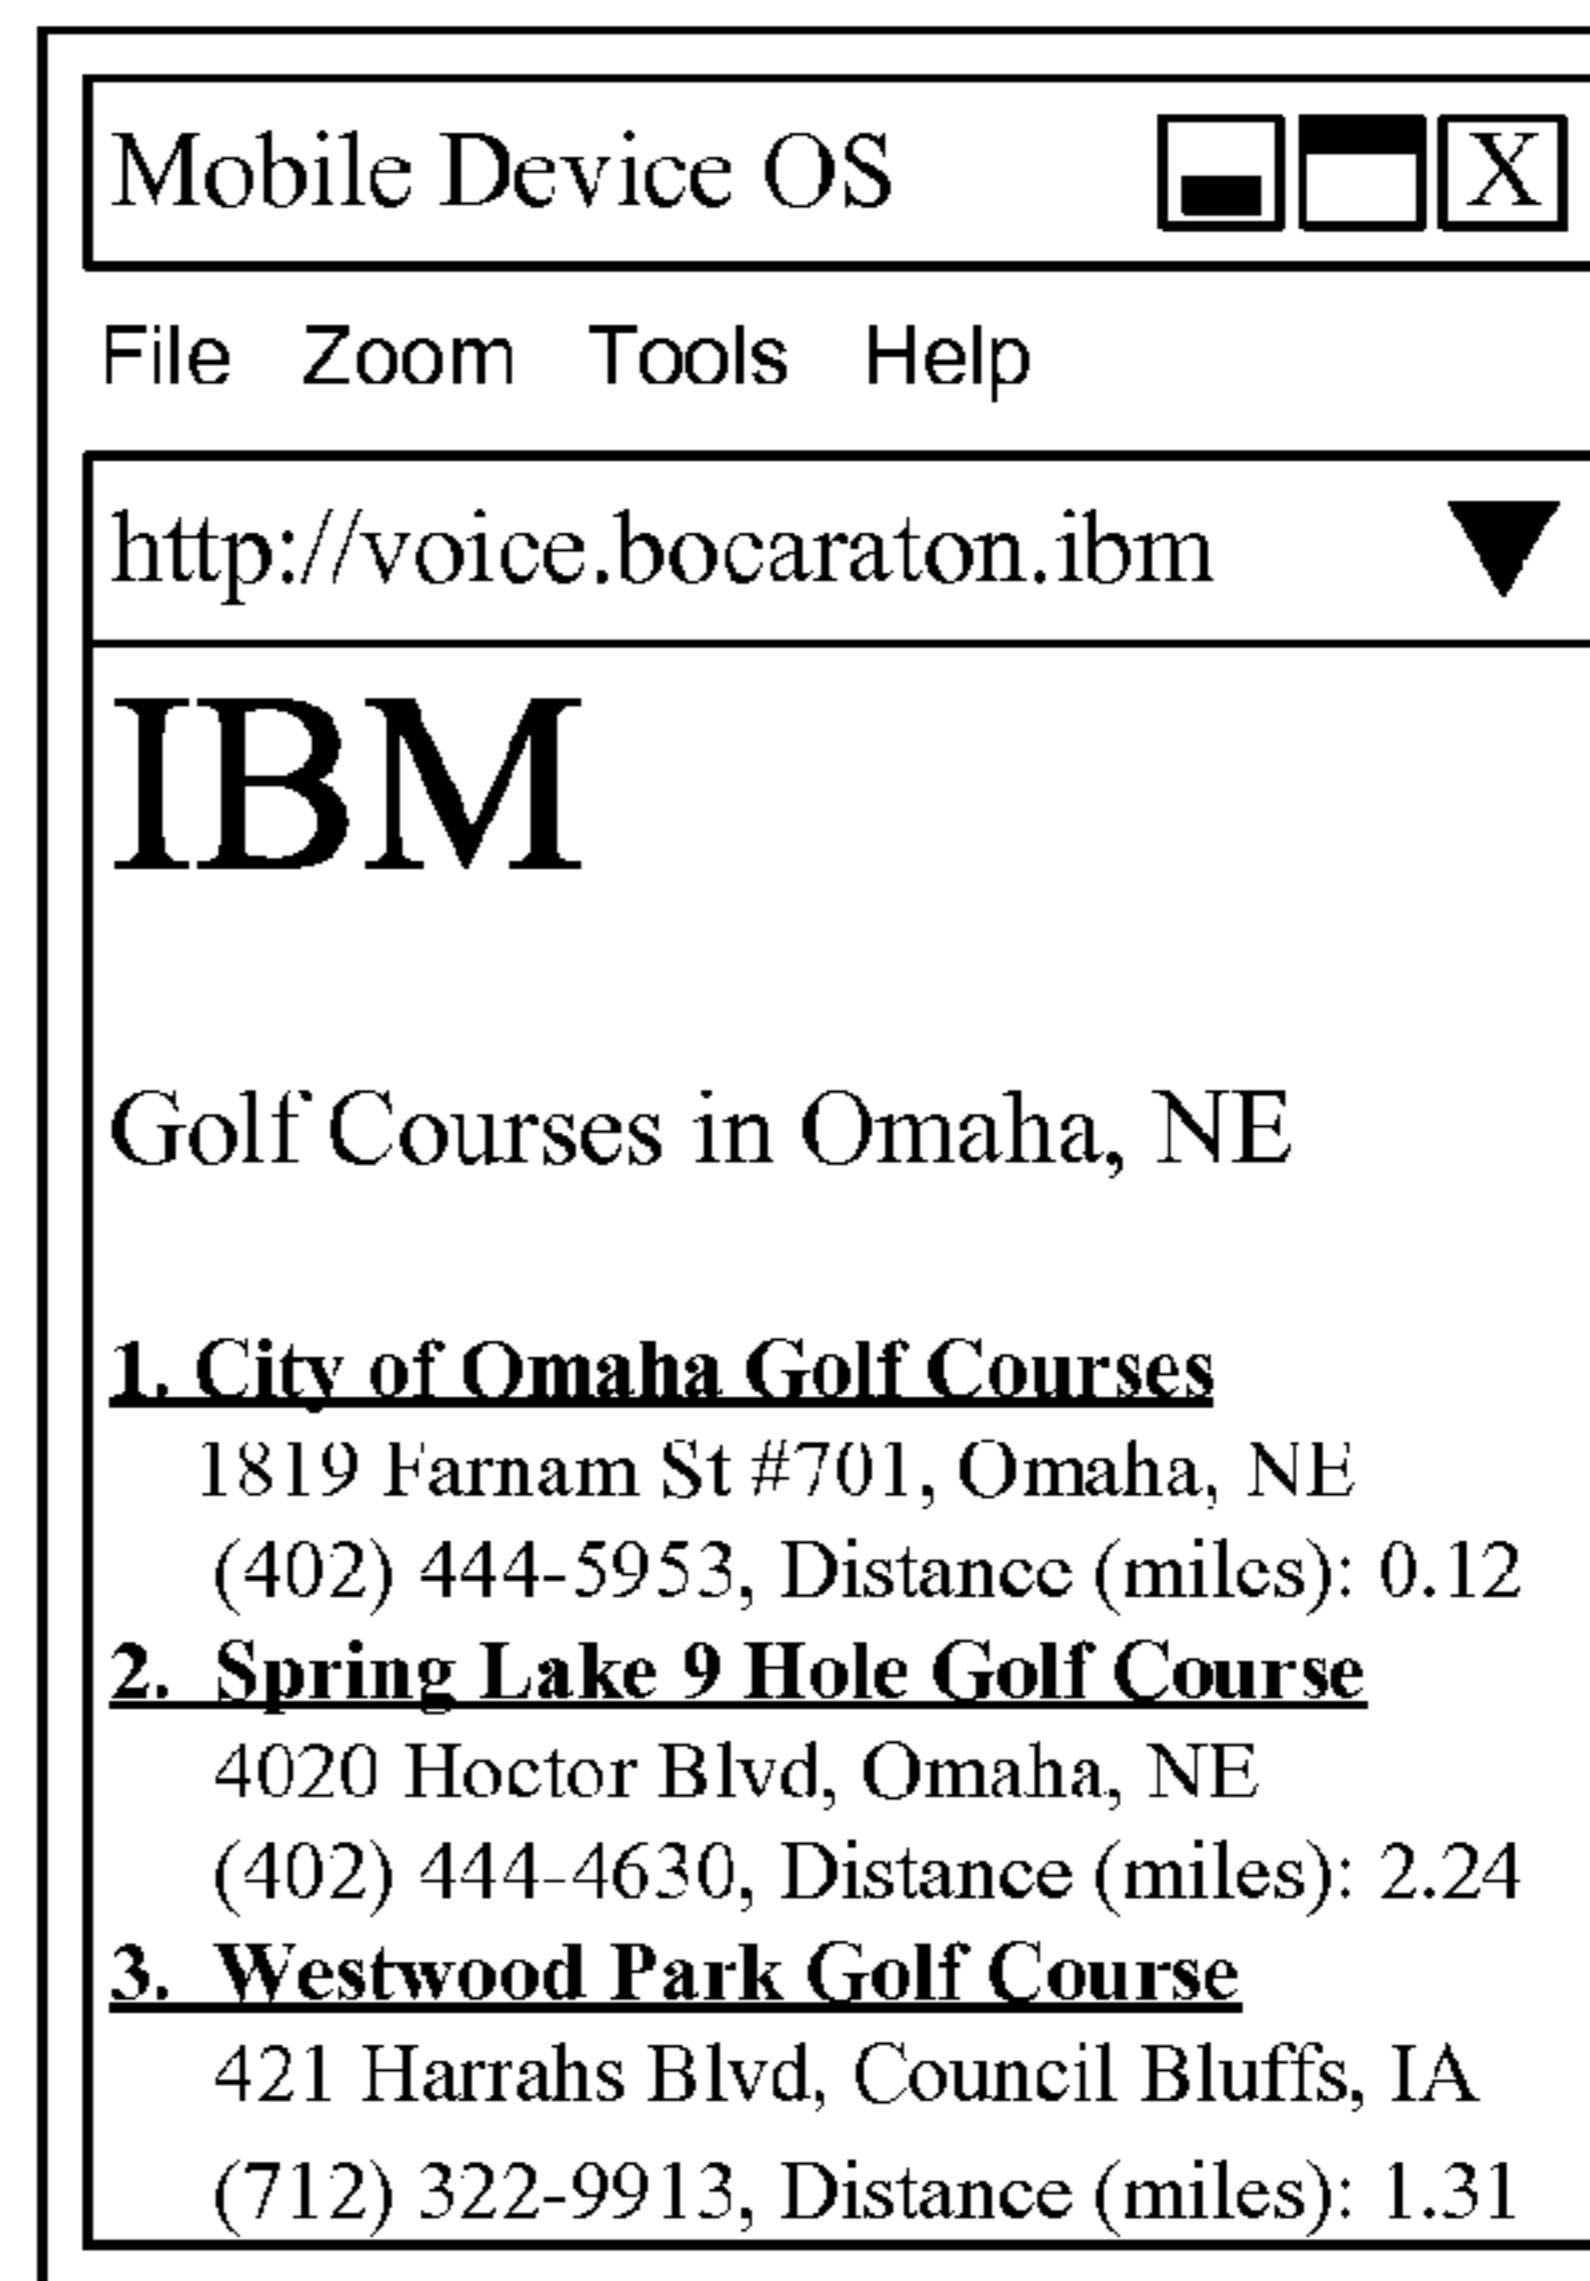 Mobile Device OS X
File Zoom Tools Help
http://voice.bocaraton.ibm
IBM
Golf Courses in Omaha, NE
1. City of Omaha Golf Courses
1819 Farnam St #701, Omaha, NE
(402) 444-5953, Distance (miles): 0.12
2. Spring Lake 9 Hole Golf Course
4020 Hoctor Blvd, Omaha, NE
(402) 444-4630, Distance (miles): 2.24
3. Westwood Park Golf Course
421 Harrahs Blvd, Council Bluffs, IA
(712) 322-9913, Distance (miles): 1.31